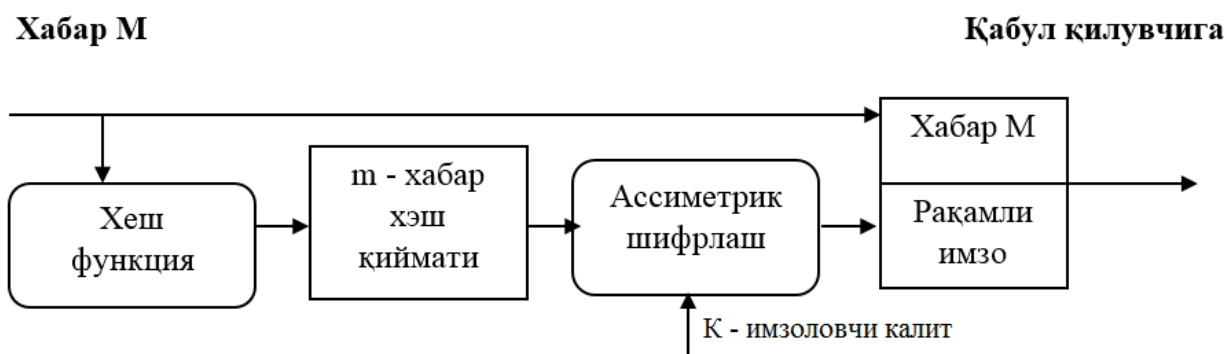 Хабар М
Қабул қилувчига
Хабар М
Рақамли
имзо
m - хабар
хэш
қиймати
Ассиметрик
шифрлаш
Хеш
функция
К - имзоловчи калит